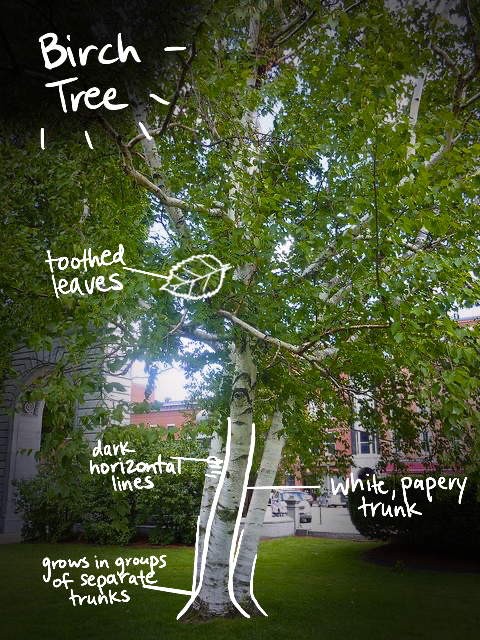 Birch
Tree
toothed
leaves
dark
horizontal
lines
white, papery
trunk
grows in groups
of separate
trunks